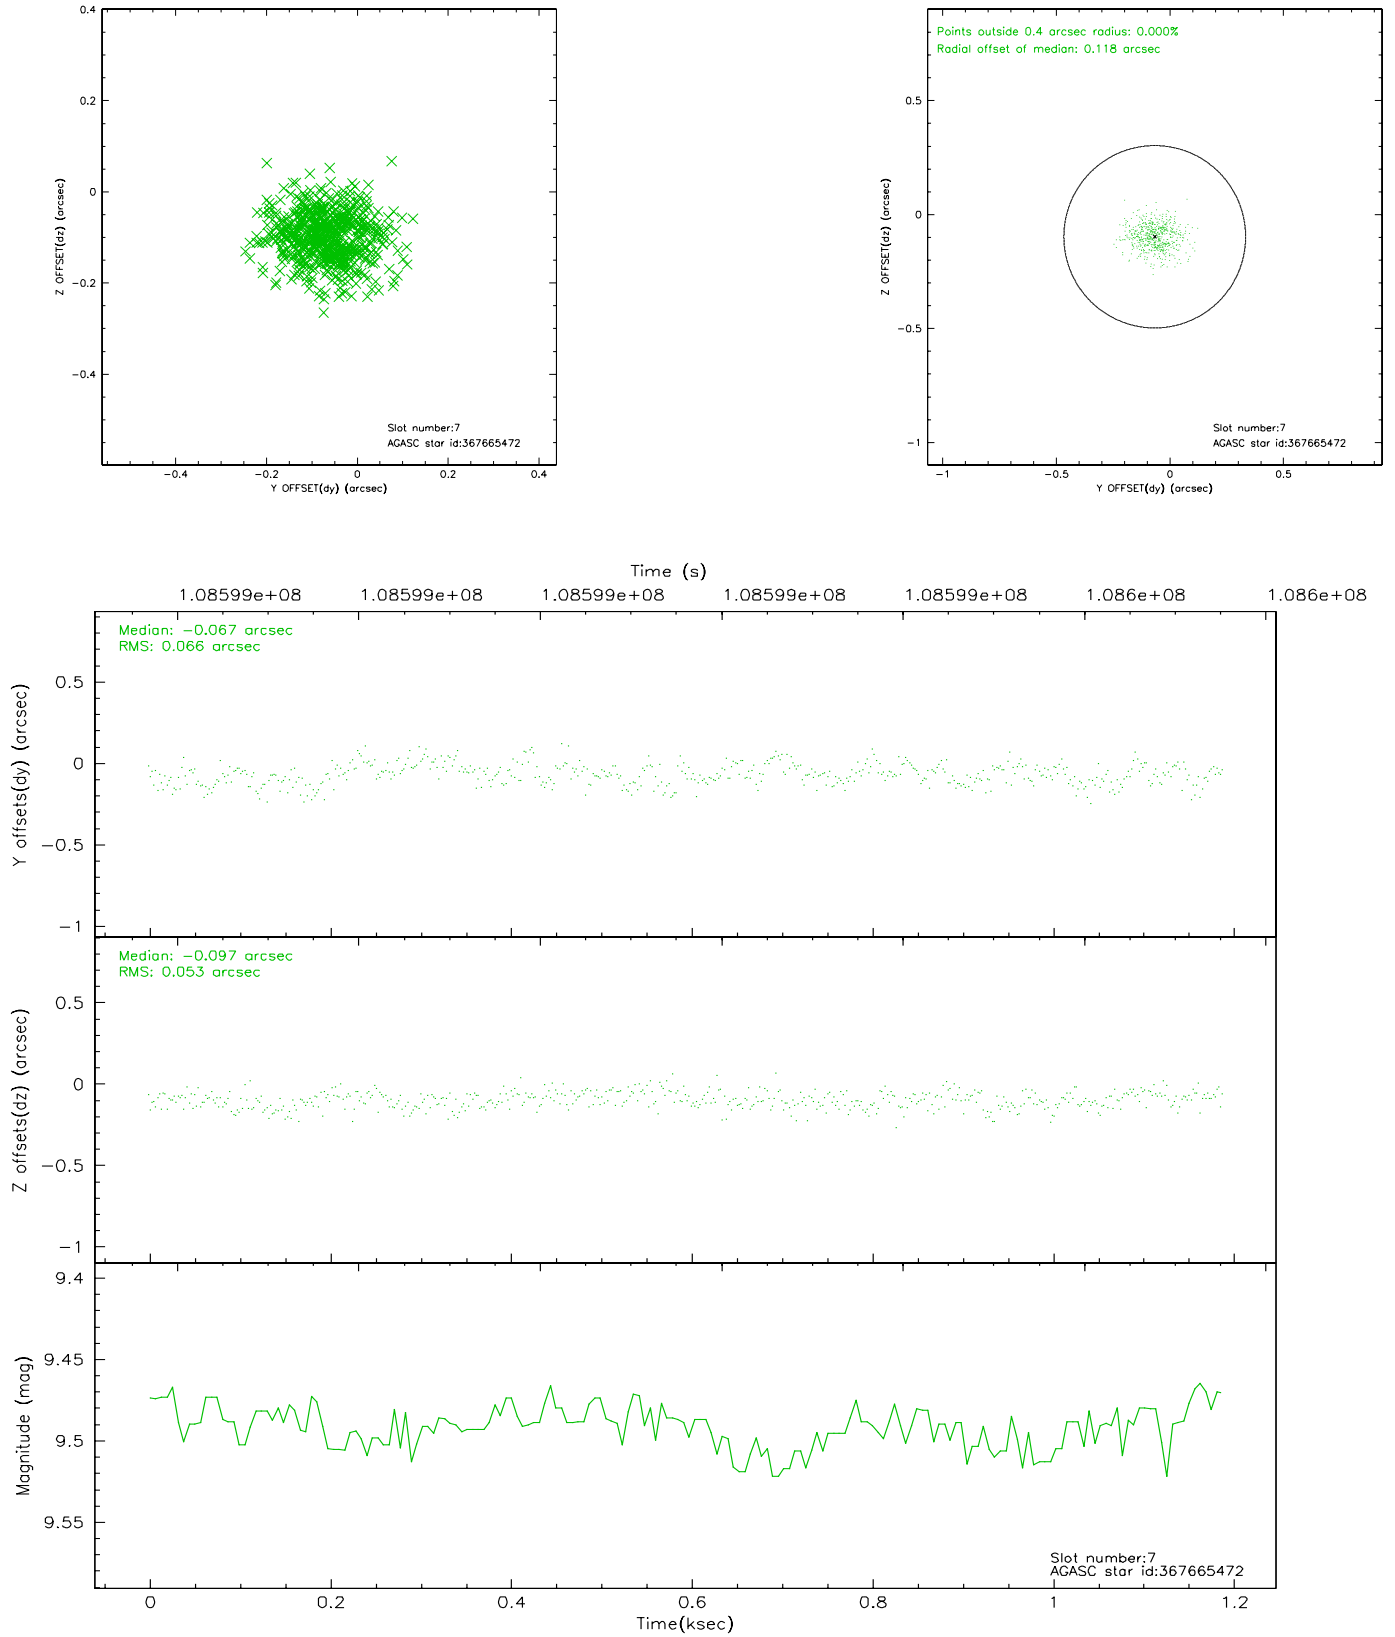 0.4
0.2
0
−0.2
−0.4
Z OFFSET(dz) (arcsec)
−0.4 −0.2 0 0.2 0.4
Y OFFSET(dy) (arcsec)
Slot number:7
AGASC star id:367665472
Points outside 0.4 arcsec radius: 0.000%
Radial offset of median: 0.118 arcsec
0.5
0
−0.5
−1
Z OFFSET(dz) (arcsec)
−1 −0.5 0 0.5
Y OFFSET(dy) (arcsec)
Slot number:7
AGASC star id:367665472
Time (s)
1.08599e+08 1.08599e+08 1.08599e+08 1.08599e+08 1.08599e+08 1.086e+08 1.086e+08
Median: −0.067 arcsec
RMS: 0.066 arcsec
0.5
0
−0.5
−1
Y offsets(dy) (arcsec)
Median: −0.097 arcsec
RMS: 0.053 arcsec
0.5
0
−0.5
−1
Z offsets(dz) (arcsec)
9.4
9.45
9.5
9.55
Magnitude (mag)
Slot number:7
AGASC star id:367665472
0 0.2 0.4 0.6 0.8 1 1.2
Time(ksec)